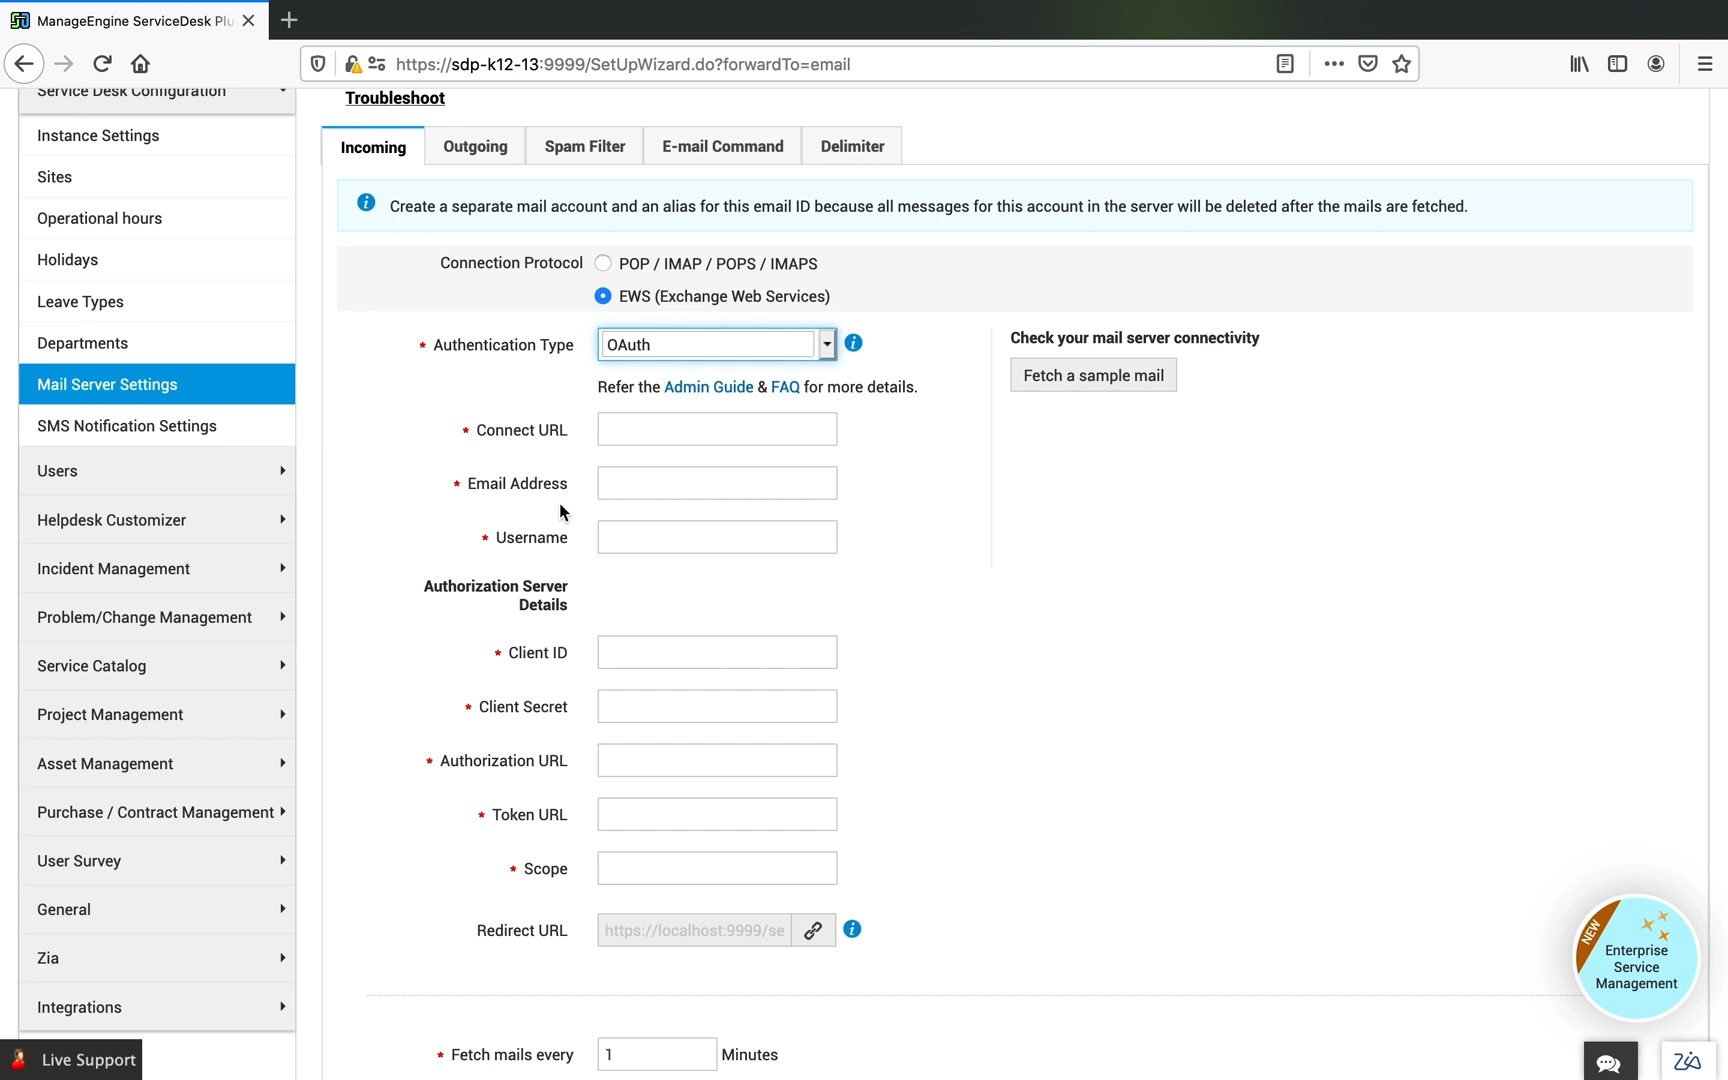 ManageEngine ServiceDesk Plu
https://sdp-k12-13:9999/SetUpWizard.do?forwardTo=email
Service Desk Configuration
Instance Settings
Sites
Operational hours
Holidays
Leave Types
Departments
Mail Server Settings
SMS Notification Settings
Users
Helpdesk Customizer
Incident Management
Problem/Change Management
Service Catalog
Project Management
Asset Management
Purchase / Contract Management
User Survey
General
Zia
Integrations
Live Support
Troubleshoot
Incoming Outgoing Spam Filter E-mail Command Delimiter
Create a separate mail account and an alias for this email ID because all messages for this account in the server will be deleted after the mails are fetched.
Connection Protocol POP / IMAP / POPS / IMAPS
EWS (Exchange Web Services)
* Authentication Type OAuth
Refer the Admin Guide & FAQ for more details.
* Connect URL
* Email Address
* Username
Authorization Server
Details
* Client ID
* Client Secret
* Authorization URL
* Token URL
* Scope
Redirect URL https://localhost:9999/se
* Fetch mails every 1 Minutes
Check your mail server connectivity
Fetch a sample mail
NEW
Enterprise
Service
Management
Zia